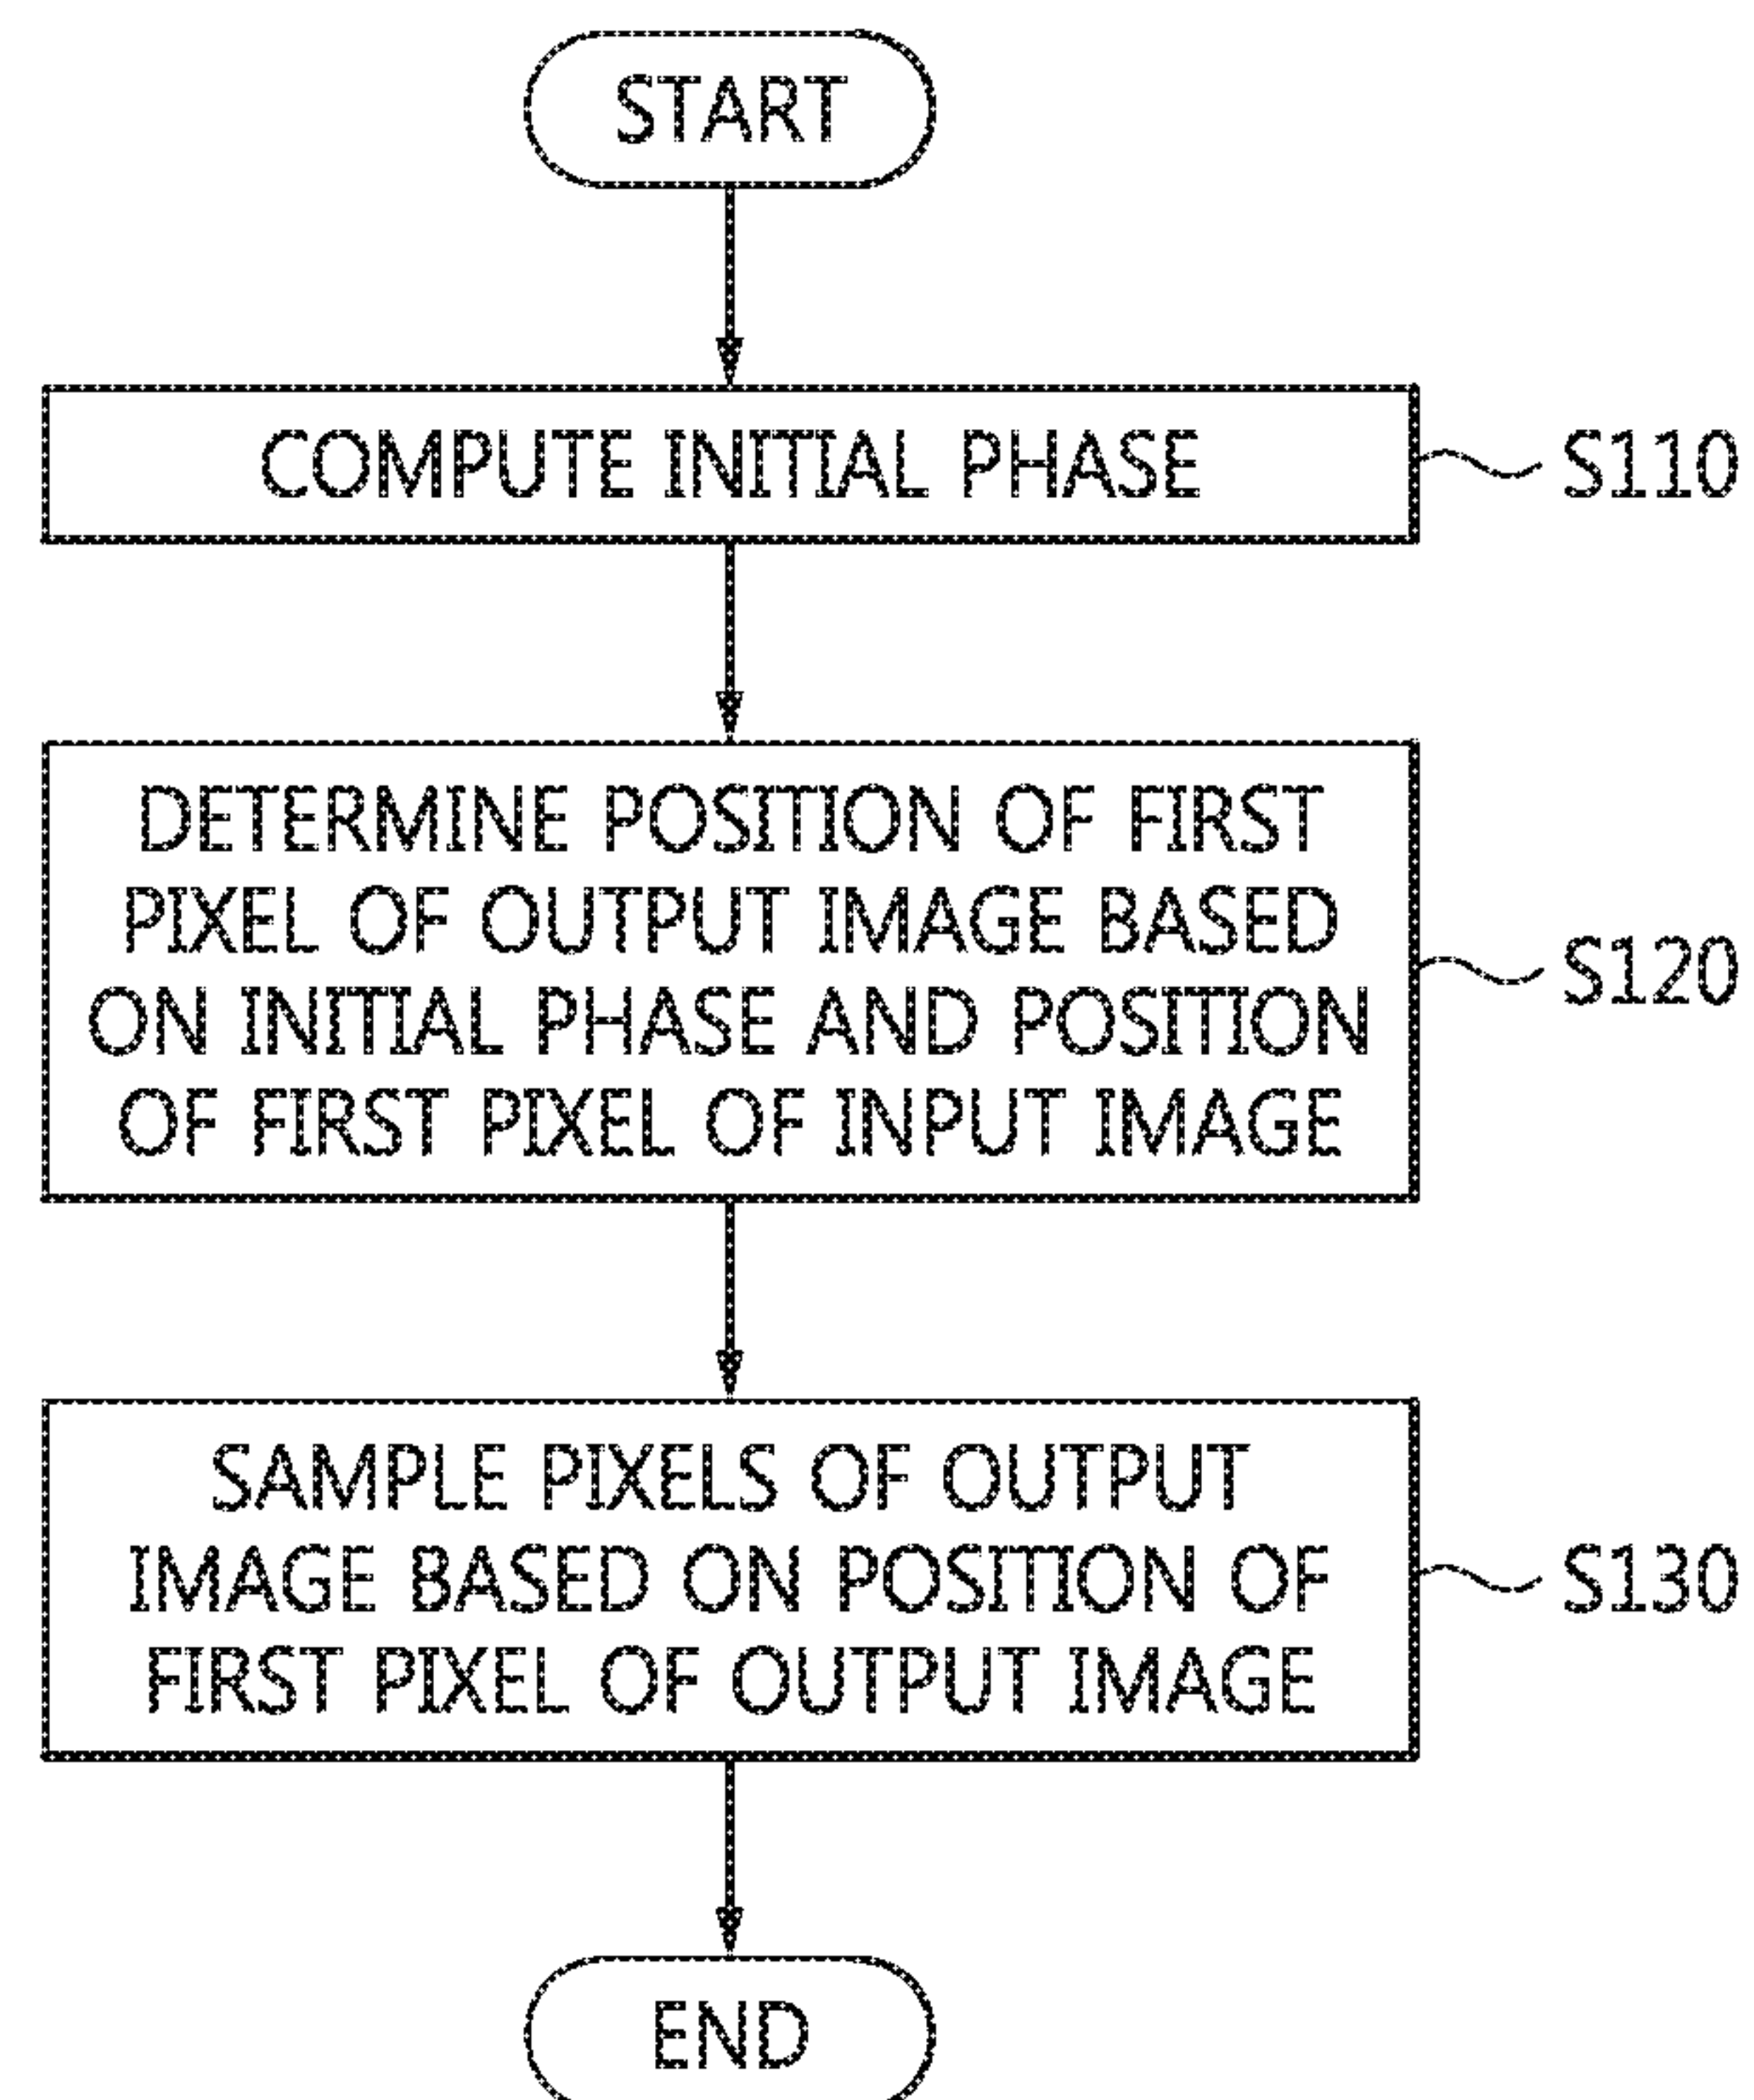 START
COMPUTE INITIAL PHASE
S110
DETERMINE POSITION OF FIRST
PIXEL OF OUTPUT IMAGE BASED
ON INITIAL PHASE AND POSITION
OF FIRST PIXEL OF INPUT IMAGE
S120
SAMPLE PIXELS OF OUTPUT
IMAGE BASED ON POSITION OF
FIRST PIXEL OF OUTPUT IMAGE
S130
END